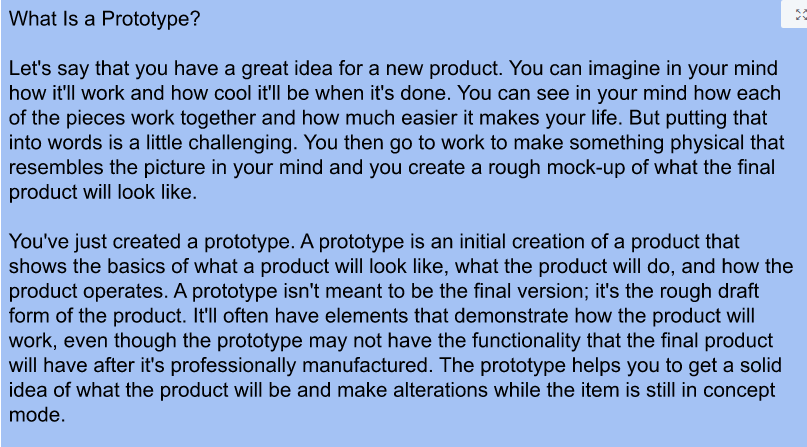 What Is a Prototype?
Let's say that you have a great idea for a new product. You can imagine in your mind
how it'll work and how cool it'll be when it's done. You can see in your mind how each
of the pieces work together and how much easier it makes your life. But putting that
into words is a little challenging. You then go to work to make something physical that
resembles the picture in your mind and you create a rough mock-up of what the final
product will look like.
You've just created a prototype. A prototype is an initial creation of a product that
shows the basics of what a product will look like, what the product will do, and how the
product operates. A prototype isn't meant to be the final version; it's the rough draft
form of the product. It'll often have elements that demonstrate how the product will
work, even though the prototype may not have the functionality that the final product
will have after it's professionally manufactured. The prototype helps you to get a solid
idea of what the product will be and make alterations while the item is still in concept
mode.